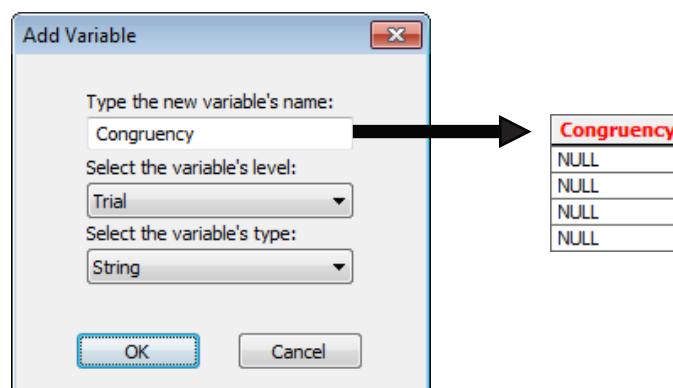 Add Variable
Type the new variable's name:
Congruency
Select the variable's level:
Trial
Select the variable's type:
String
OK Cancel
Congruency
NULL
NULL
NULL
NULL